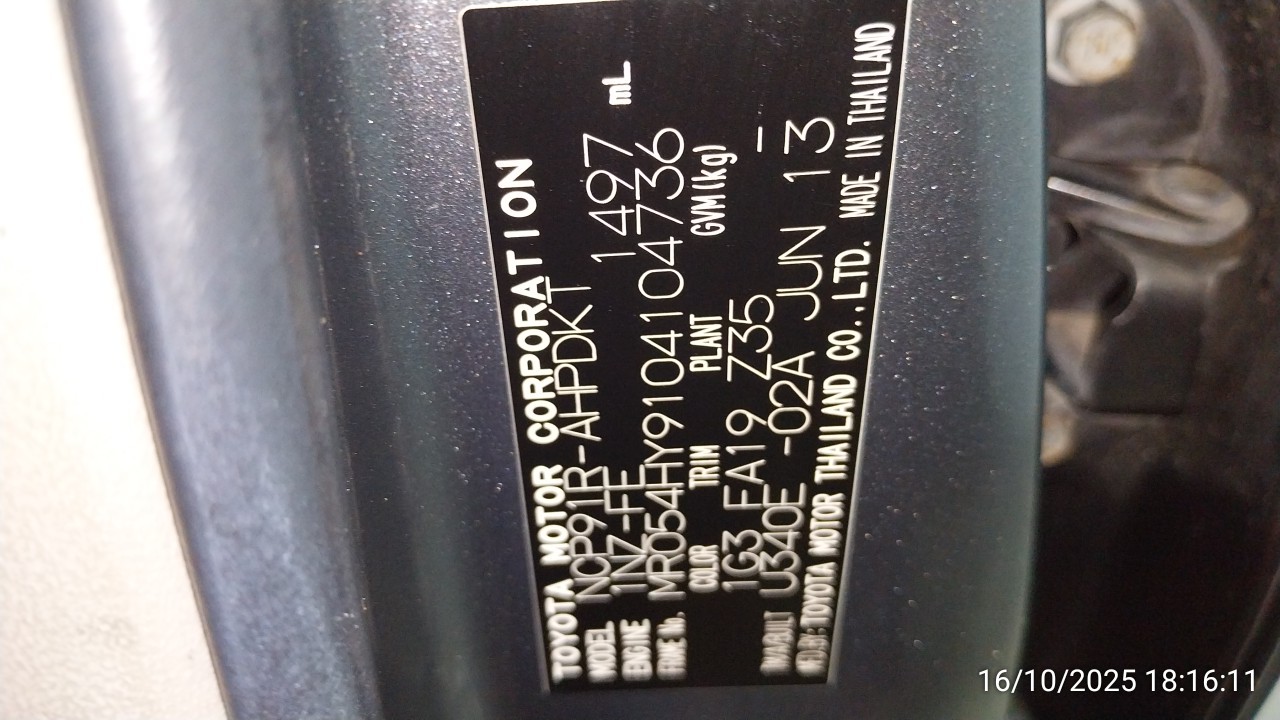 TOYOTA MOTOR CORPORATION
MODEL NCP91R-AHPDKT
ENGINE 1NZ-FE 1497 mL
FRAME No. MR054HY9104104736
COLOR TRIM PLANT GVM(kg)
1G3 FA19 Z35 —
T/M/A/BUILT U340E -02A JUN 13
MFD.BY: TOYOTA MOTOR THAILAND CO.,LTD. MADE IN THAILAND
16/10/2025 18:16:11